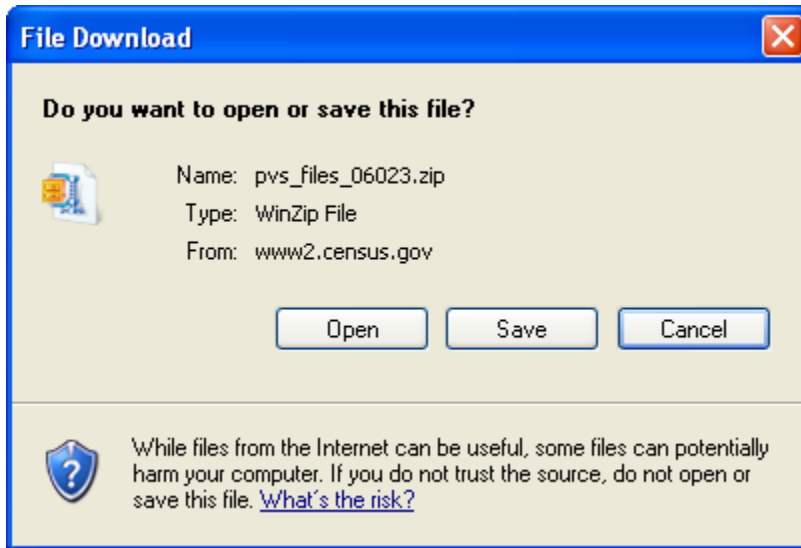 File Download
Do you want to open or save this file?
Name: pvs_files_06023.zip
Type: WinZip File
From: www2.census.gov
Open Save Cancel
While files from the Internet can be useful, some files can potentially
harm your computer. If you do not trust the source, do not open or
save this file. What's the risk?